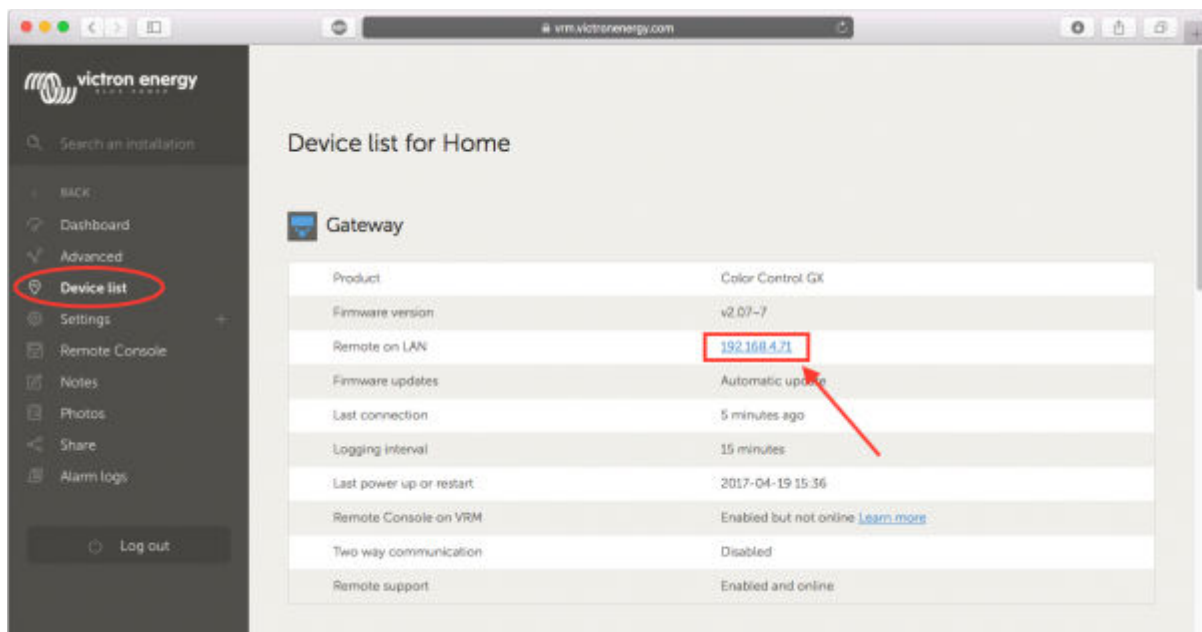 vrm.victronenergy.com
victron energy
BLUE POWER
Search an installation
BACK
Dashboard
Advanced
Device list
Settings
Remote Console
Notes
Photos
Share
Alarm logs
Log out
Device list for Home
Gateway
Product Color Control GX
Firmware version v2.07-7
Remote on LAN 192.168.4.71
Firmware updates Automatic update
Last connection 5 minutes ago
Logging interval 15 minutes
Last power up or restart 2017-04-19 15:36
Remote Console on VRM Enabled but not online Learn more
Two way communication Disabled
Remote support Enabled and online